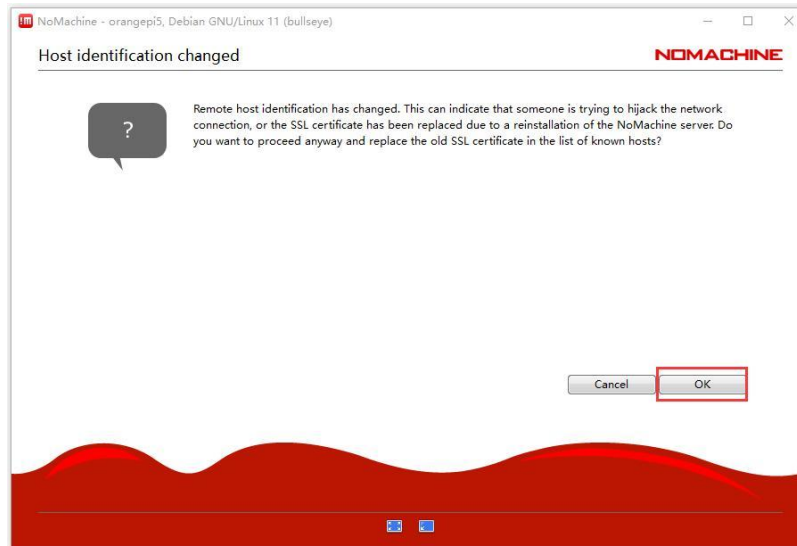 NoMachine - orangepi5, Debian GNU/Linux 11 (bullseye)
Host identification changed
NOMACHINE
?
Remote host identification has changed. This can indicate that someone is trying to hijack the network
connection, or the SSL certificate has been replaced due to a reinstallation of the NoMachine server. Do
you want to proceed anyway and replace the old SSL certificate in the list of known hosts?
Cancel
OK